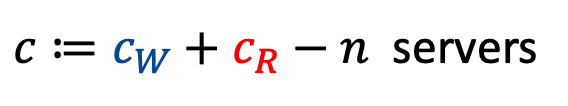 c := c_W + c_R − n servers